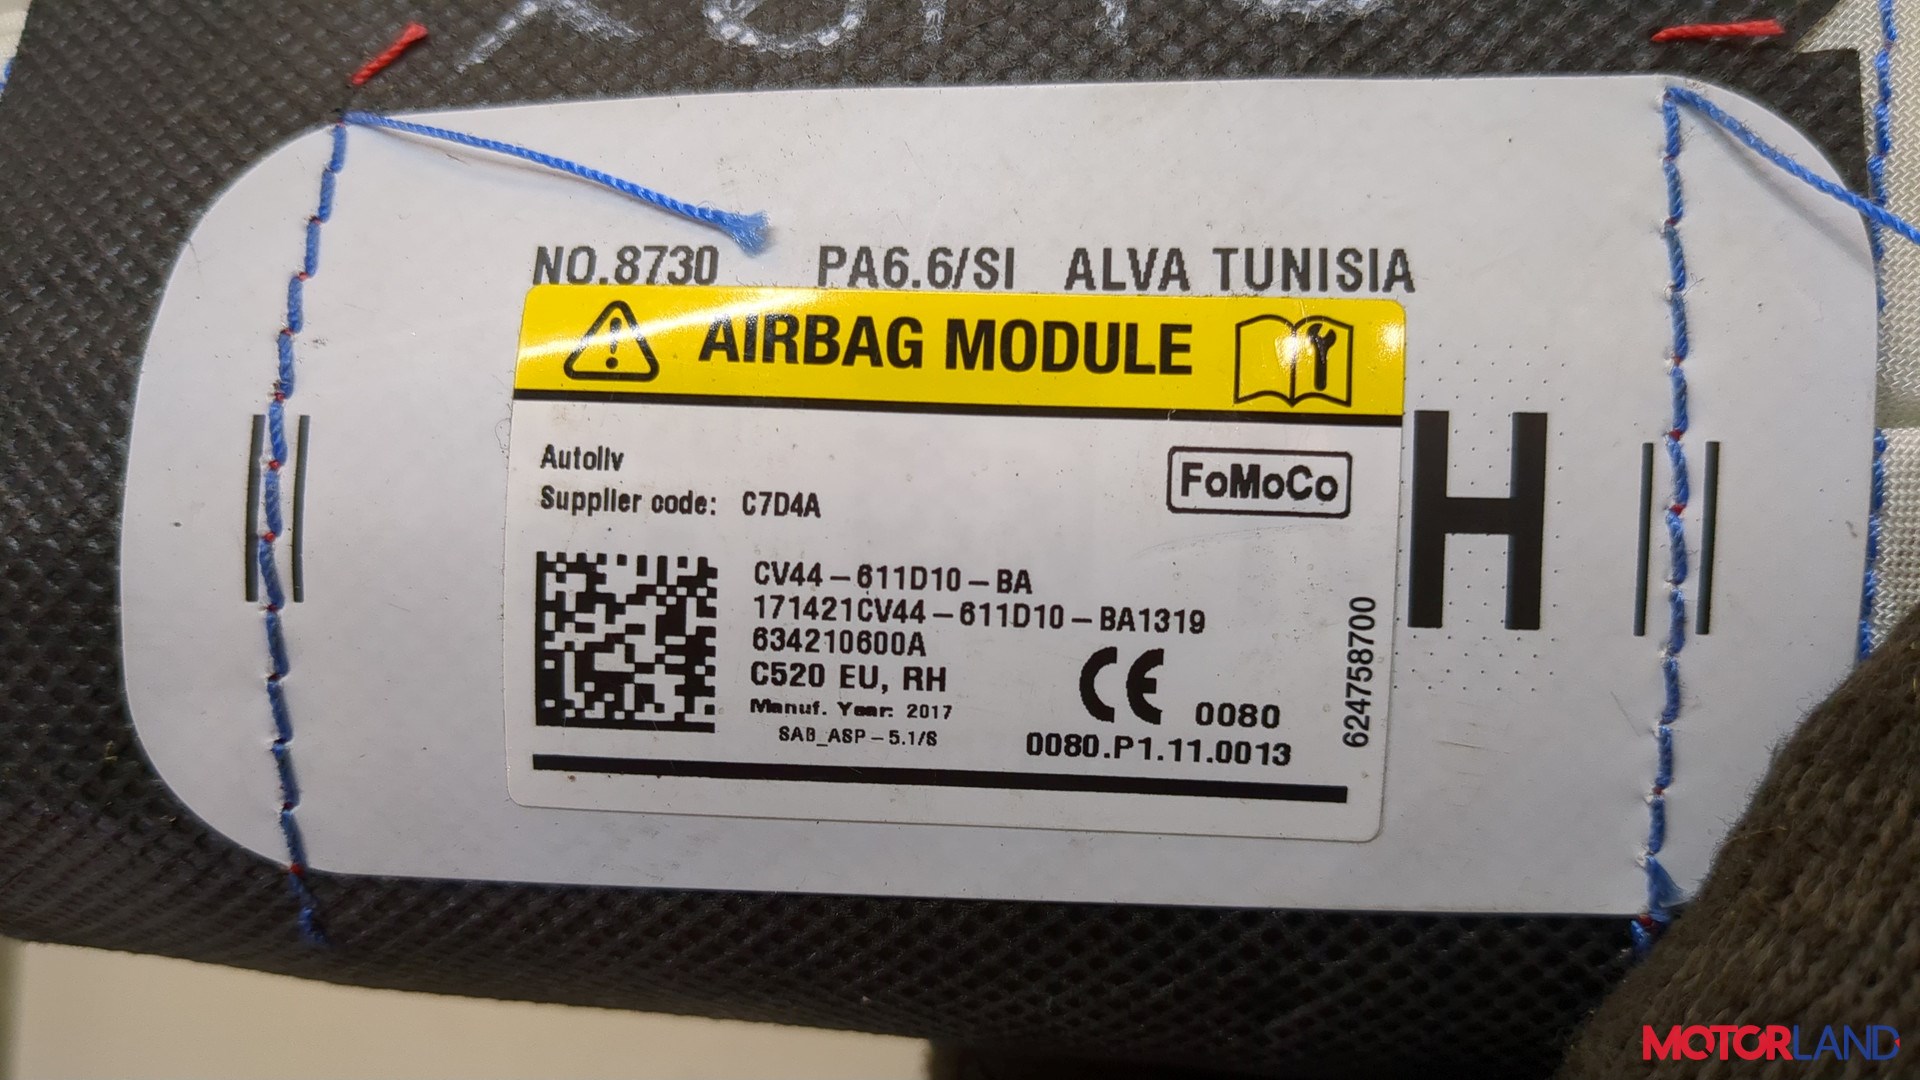 NO.8730 PA6.6/SI ALVA TUNISIA
AIRBAG MODULE
Autoliv
Supplier code: C7D4A
FoMoCo
H
CV44-611D10-BA
171421CV44-611D10-BA1319
634210600A
C520 EU, RH
Manuf. Year: 2017
SAB_ASP-5.1/S
CE 0080
0080.P1.11.0013
624758700
MOTORLAND